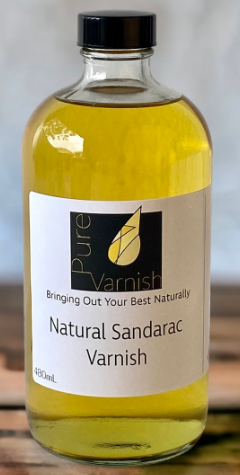 Pure
Varnish
Bringing Out Your Best Naturally
Natural Sandarac
Varnish
480mL